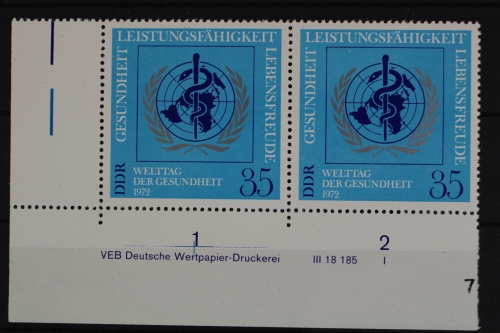 LEISTUNGSFÄHIGKEIT
GESUNDHEIT
LEBENSFREUDE
DDR
WELTTAG
DER GESUNDHEIT
1972
35
LEISTUNGSFÄHIGKEIT
GESUNDHEIT
LEBENSFREUDE
DDR
WELTTAG
DER GESUNDHEIT
1972
35
1 2
VEB Deutsche Wertpapier-Druckerei III 18 185 I
7